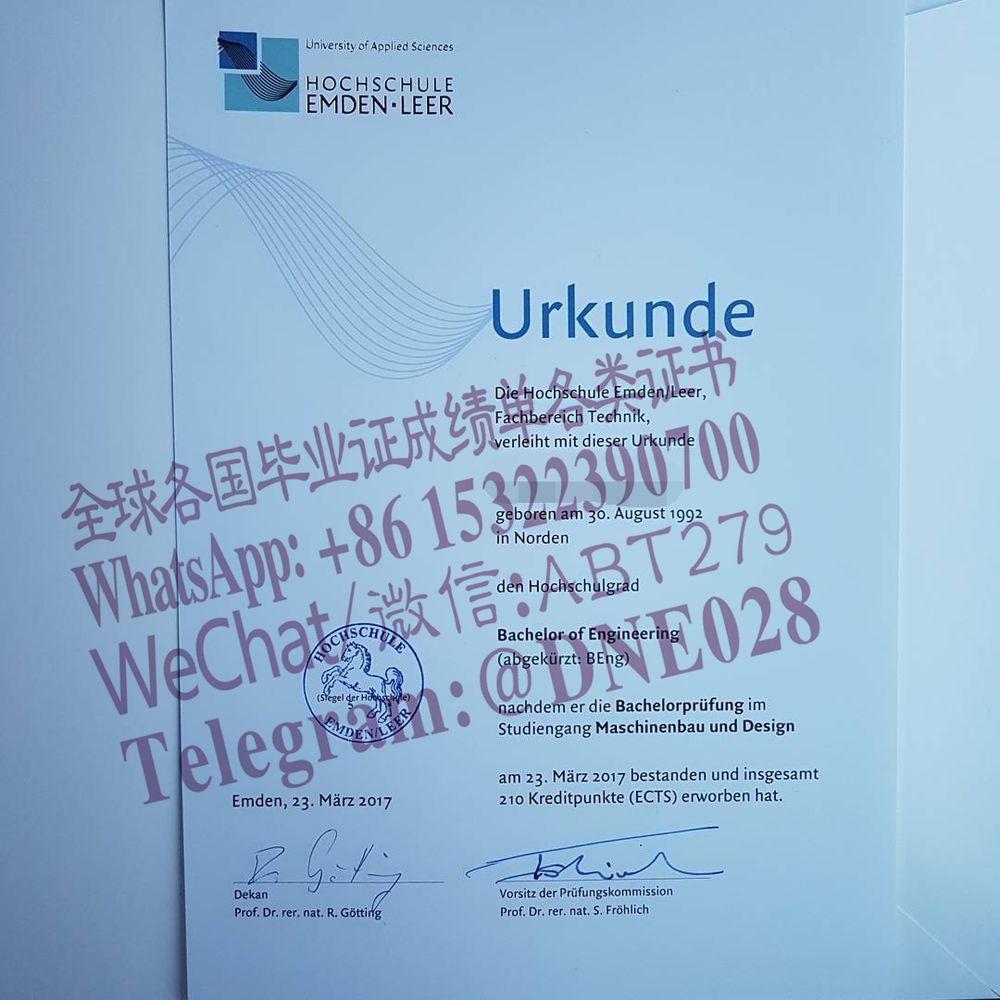 University of Applied Sciences
HOCHSCHULE
EMDEN·LEER
Urkunde
Die Hochschule Emden/Leer,
Fachbereich Technik,
verleiht mit dieser Urkunde
geboren am 30. August 1992
in Norden
den Hochschulgrad
Bachelor of Engineering
(abgekürzt: BEng)
nachdem er die Bachelorprüfung im
Studiengang Maschinenbau und Design
am 23. März 2017 bestanden und insgesamt
210 Kreditpunkte (ECTS) erworben hat.
HOCHSCHULE
(Siegel der Hochschule)
EMDEN/LEER
Emden, 23. März 2017
Dekan
Prof. Dr. rer. nat. R. Götting
Vorsitz der Prüfungskommission
Prof. Dr. rer. nat. S. Fröhlich
全球各国毕业证成绩单各类证书
WhatsApp: +86 15322390700
WeChat/微信:ABT279
Telegram: @DNE028